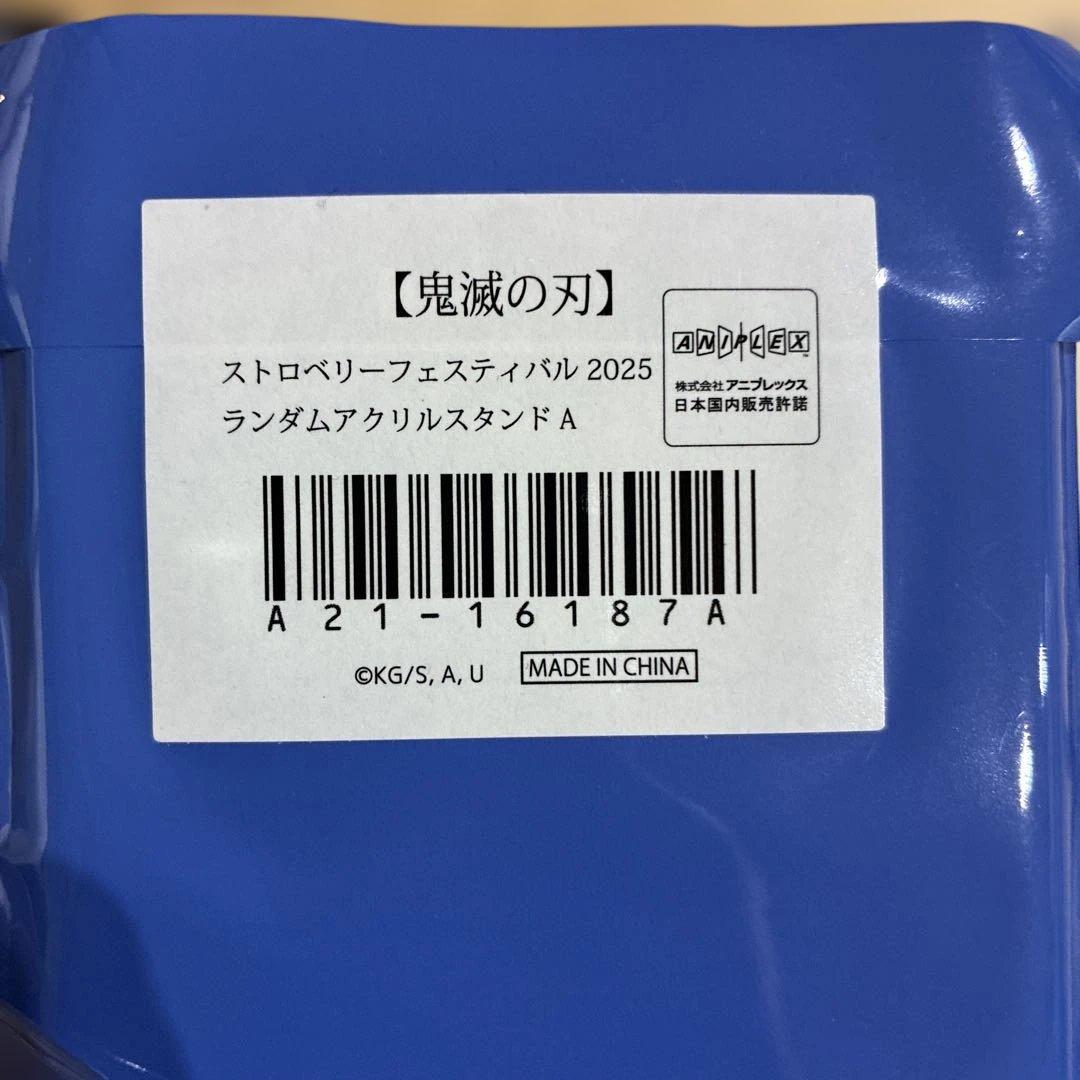 【鬼滅の刃】
ストロベリーフェスティバル 2025
ランダムアクリルスタンド A
ANIPLEX™
株式会社 アニプレックス
日本国内販売許諾
A21-16187A
©KG/S, A, U
MADE IN CHINA